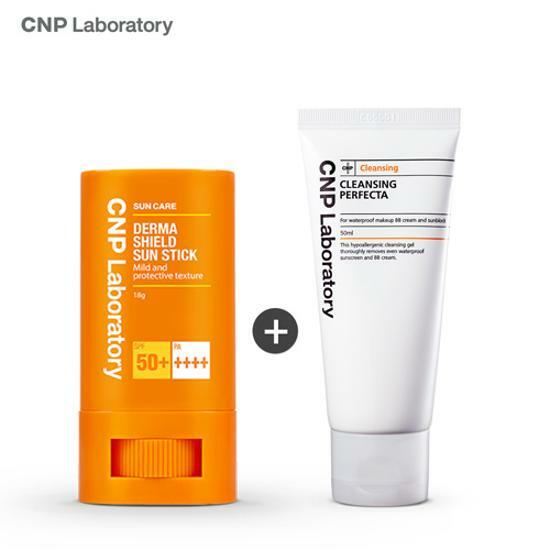 CNP Laboratory
CNP Laboratory
SUN CARE
DERMA
SHIELD
SUN STICK
Mild and
protective texture
18g
SPF
50+
PA
++++
+
CNP Laboratory
CNP
Cleansing
CLEANSING
PERFECTA
For waterproof makeup BB cream and sunblock
50ml
This hypoallergenic cleansing gel
thoroughly removes even waterproof
sunscreen and BB cream.